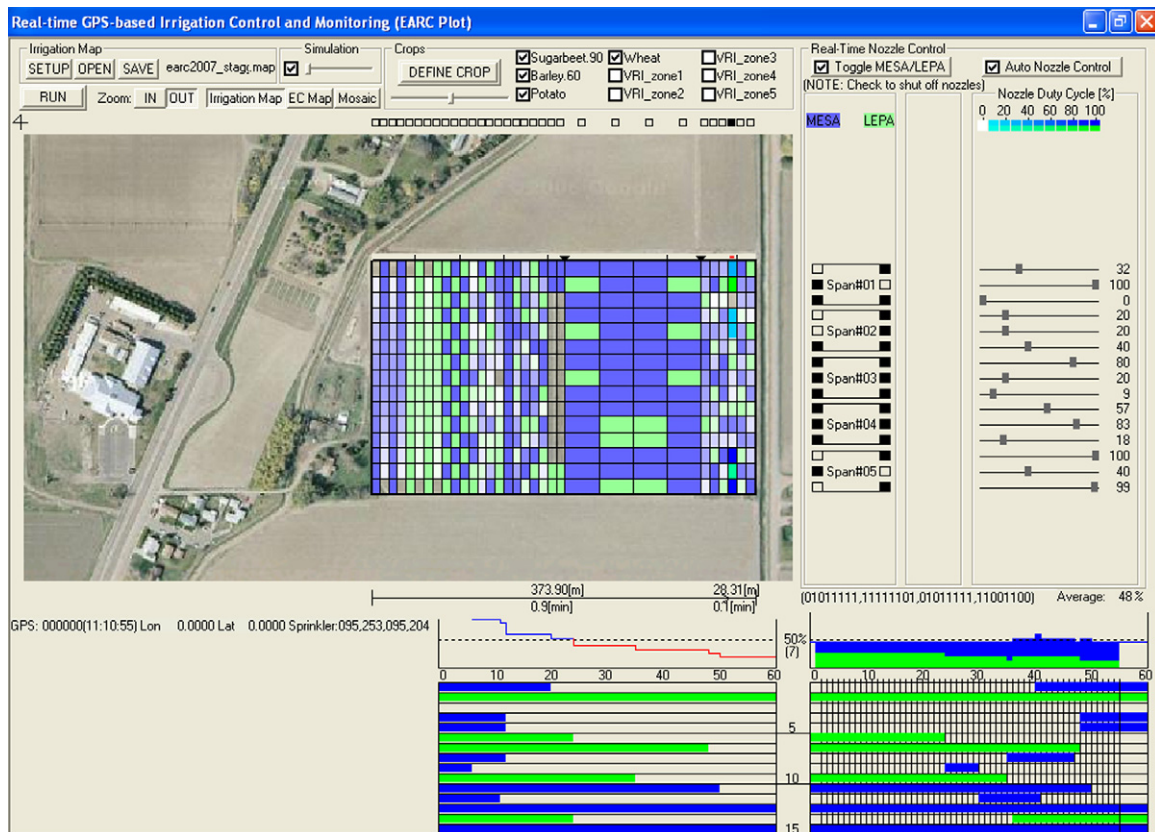 Real-time GPS-based Irrigation Control and Monitoring (EARC Plot)
Irrigation Map
SETUP OPEN SAVE earc2007_stagg.map
Simulation
Crops
DEFINE CROP
Sugarbeet.90 Wheat VRI_zone3
Barley.60 VRI_zone1 VRI_zone4
Potato VRI_zone2 VRI_zone5
RUN Zoom: IN OUT Irrigation Map EC Map Mosaic
Real-Time Nozzle Control
Toggle MESA/LEPA Auto Nozzle Control
(NOTE: Check to shut off nozzles)
Nozzle Duty Cycle [%]
0 20 40 60 80 100
MESA LEPA
32
Span#01 100
0
20
Span#02 20
40
80
Span#03 20
9
57
Span#04 83
18
100
Span#05 40
99
373.90[m] 28.31[m]
0.9[min] 0.1[min]
(01011111,11111101,01011111,11001100) Average: 48 %
GPS: 000000(11:10:55) Lon 0.0000 Lat 0.0000 Sprinkler:095,253,095,204
50%
(7)
10 20 30 40 50 60 0 10 20 30 40 50 60
5
10
15